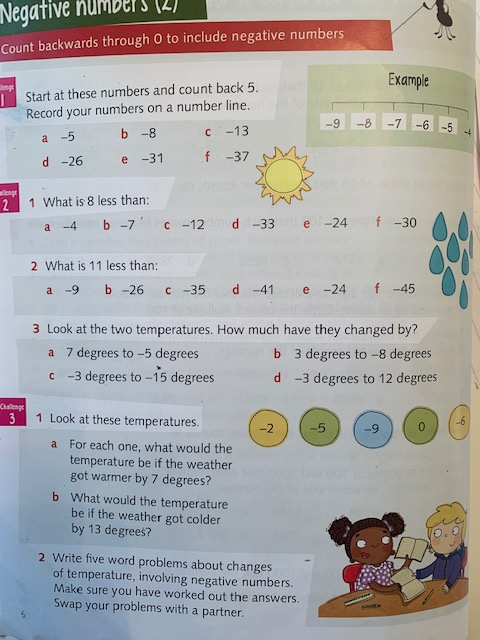 Negative numbers (2)
Count backwards through 0 to include negative numbers
Challenge
1
Start at these numbers and count back 5.
Record your numbers on a number line.
a -5 b -8 c -13
d -26 e -31 f -37
Example
-9 -8 -7 -6 -5 -4
Challenge
2
1 What is 8 less than:
a -4 b -7 c -12 d -33 e -24 f -30
2 What is 11 less than:
a -9 b -26 c -35 d -41 e -24 f -45
3 Look at the two temperatures. How much have they changed by?
a 7 degrees to -5 degrees b 3 degrees to -8 degrees
c -3 degrees to -15 degrees d -3 degrees to 12 degrees
Challenge
3
1 Look at these temperatures.
-2 -5 -9 0 -6
a For each one, what would the
temperature be if the weather
got warmer by 7 degrees?
b What would the temperature
be if the weather got colder
by 13 degrees?
2 Write five word problems about changes
of temperature, involving negative numbers.
Make sure you have worked out the answers.
Swap your problems with a partner.
6